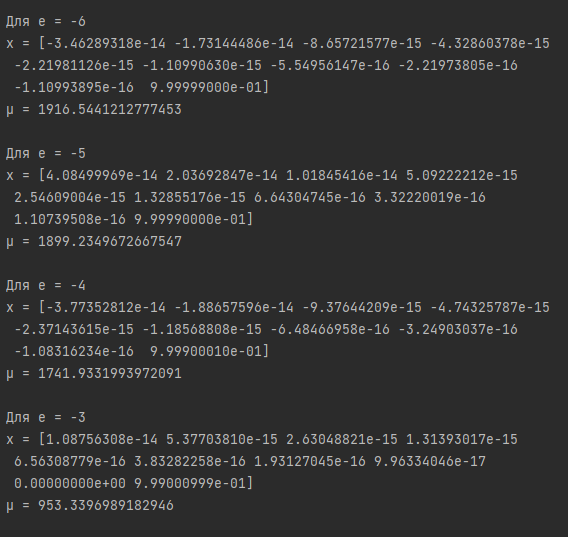 Для e = -6
x = [-3.46289318e-14 -1.73144486e-14 -8.65721577e-15 -4.32860378e-15
 -2.21981126e-15 -1.10990630e-15 -5.54956147e-16 -2.21973805e-16
 -1.10993895e-16  9.99999000e-01]
μ = 1916.5441212777453

Для e = -5
x = [4.08499969e-14 2.03692847e-14 1.01845416e-14 5.09222212e-15
 2.54609004e-15 1.32855176e-15 6.64304745e-16 3.32220019e-16
 1.10739508e-16 9.99990000e-01]
μ = 1899.2349672667547

Для e = -4
x = [-3.77352812e-14 -1.88657596e-14 -9.37644209e-15 -4.74325787e-15
 -2.37143615e-15 -1.18568808e-15 -6.48466958e-16 -3.24903037e-16
 -1.08316234e-16  9.99900010e-01]
μ = 1741.9331993972091

Для e = -3
x = [1.08756308e-14 5.37703810e-15 2.63048821e-15 1.31393017e-15
 6.56308779e-16 3.83282258e-16 1.93127045e-16 9.96334046e-17
 0.00000000e+00 9.99000999e-01]
μ = 953.3396989182946